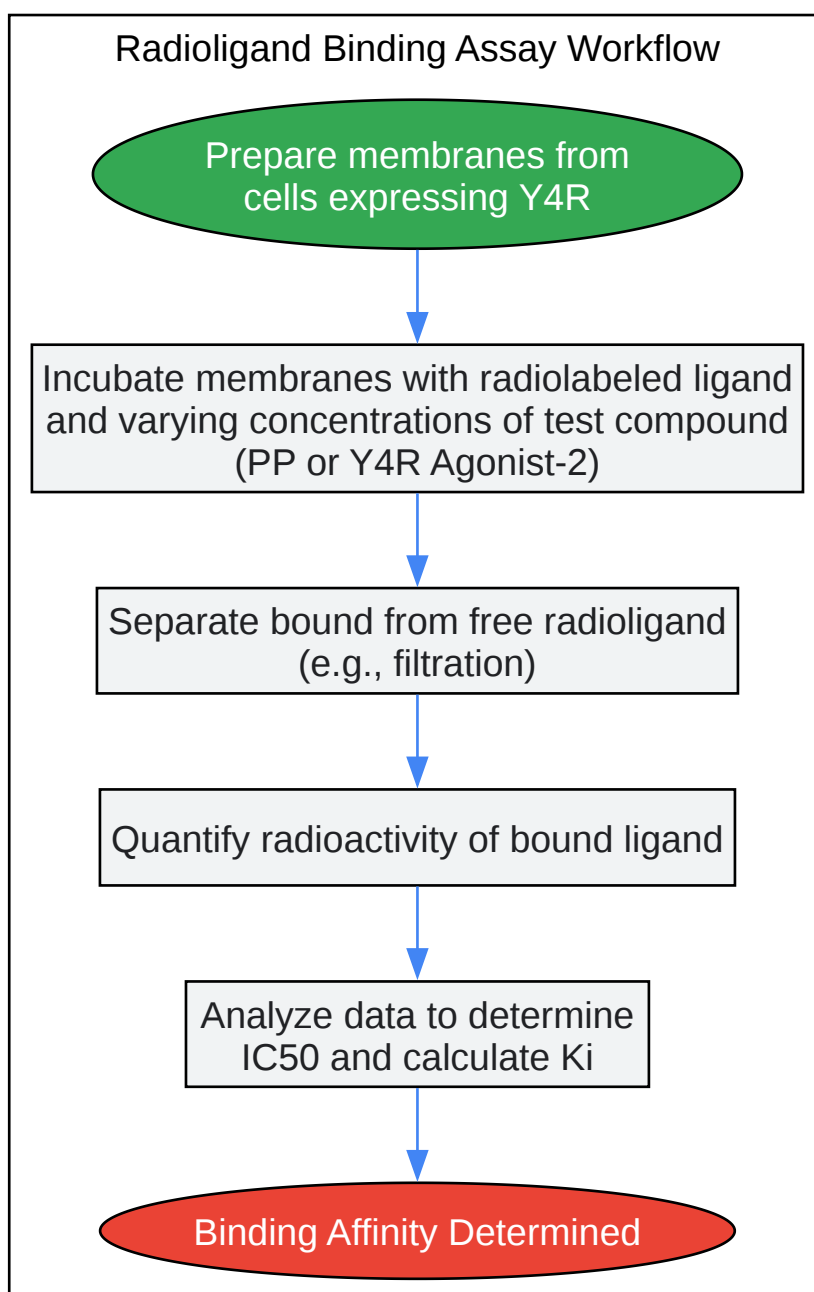 Radioligand Binding Assay Workflow
Prepare membranes from
cells expressing Y4R
Incubate membranes with radiolabeled ligand
and varying concentrations of test compound
(PP or Y4R Agonist-2)
Separate bound from free radioligand
(e.g., filtration)
Quantify radioactivity of bound ligand
Analyze data to determine
IC50 and calculate Ki
Binding Affinity Determined